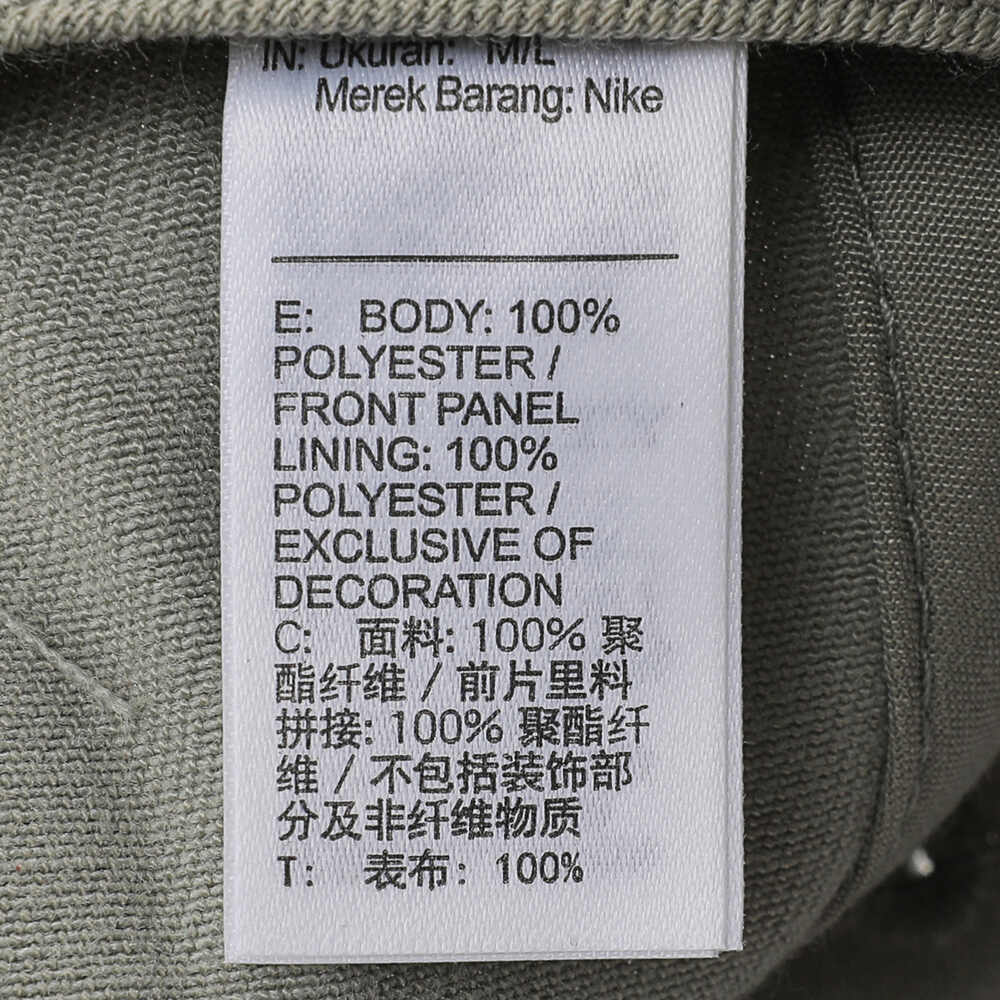 IN: Ukuran: M/L
Merek Barang: Nike
E: BODY: 100%
POLYESTER /
FRONT PANEL
LINING: 100%
POLYESTER /
EXCLUSIVE OF
DECORATION
C: 面料: 100% 聚
酯纤维 / 前片里料
拼接: 100% 聚酯纤
维 / 不包括装饰部
分及非纤维物质
T: 表布: 100%